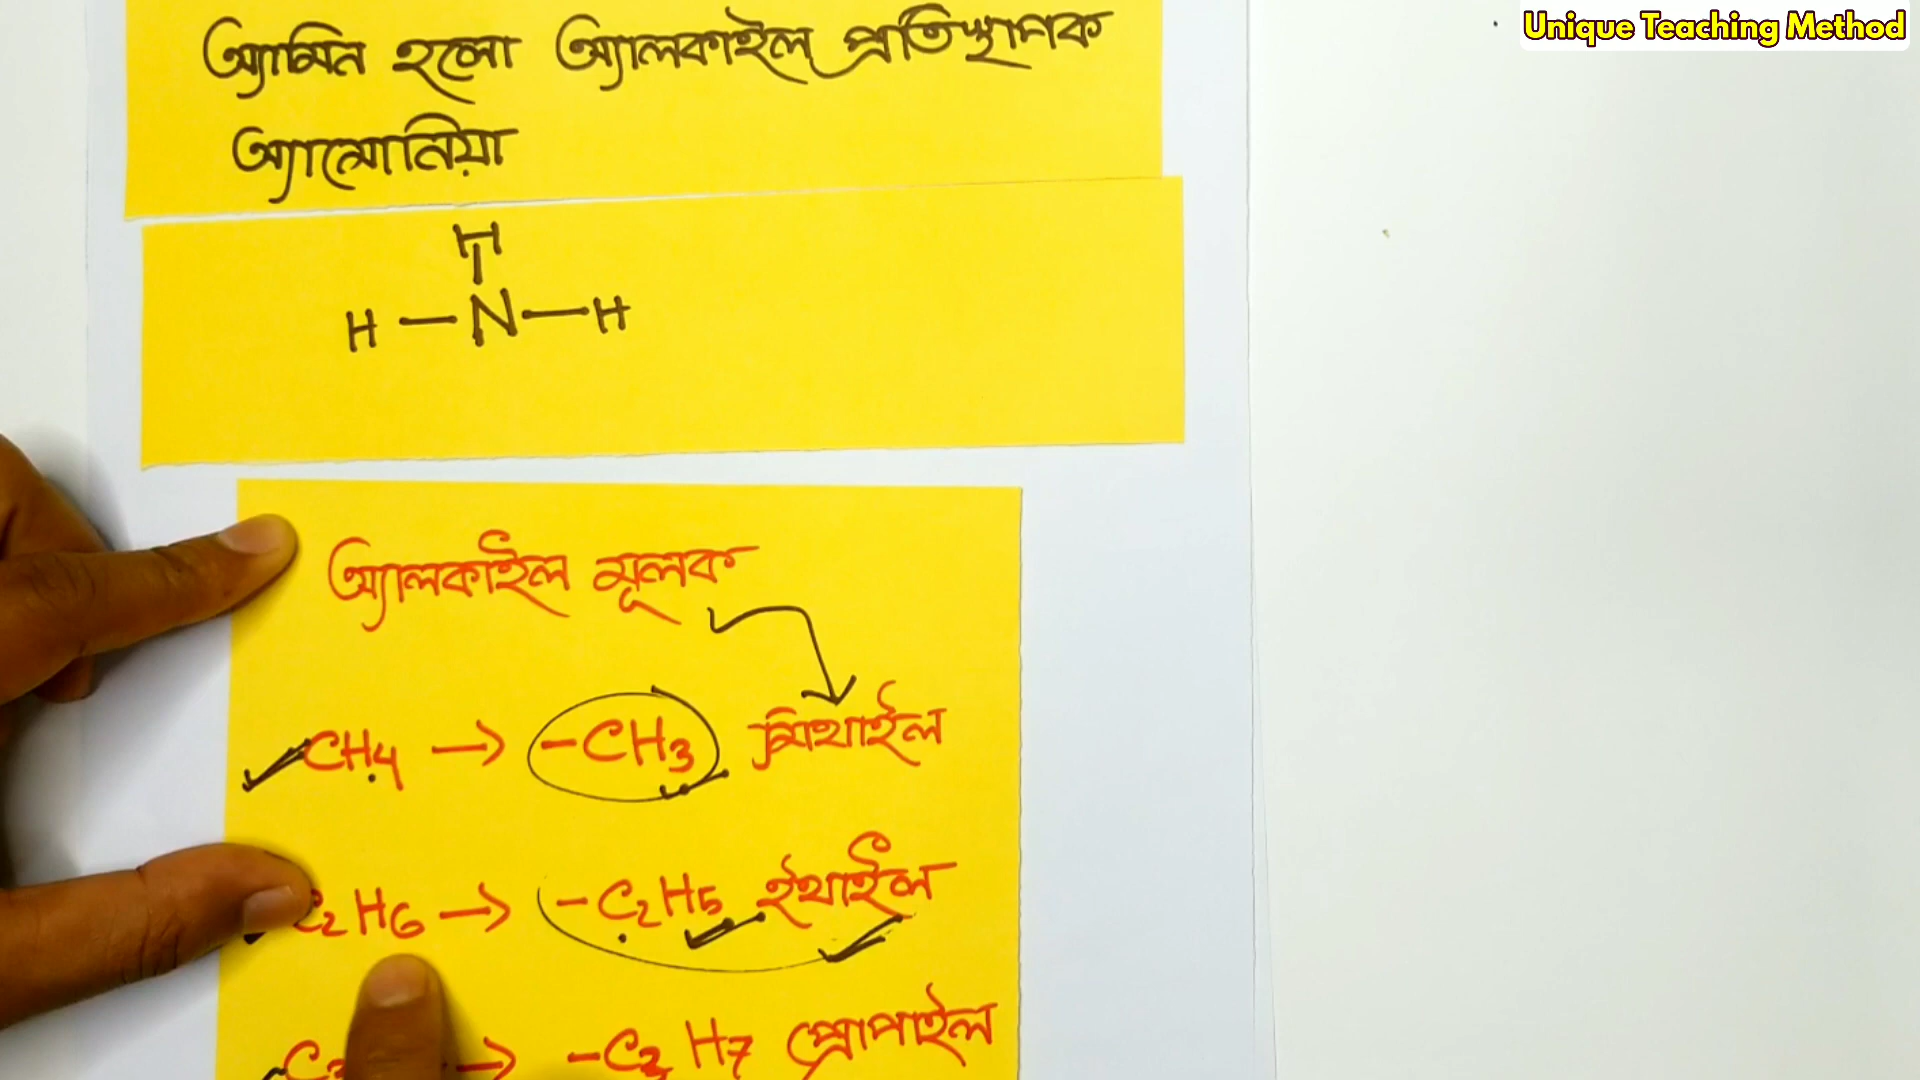 Unique Teaching Method
অ্যামিন হলো অ্যালকাইল প্রতিস্থাপক
অ্যামোনিয়া
H
H — N — H
অ্যালকাইল মূলক
CH4 → -CH3 মিথাইল
C2H6 → -C2H5 ইথাইল
→ -C3H7 প্রোপাইল